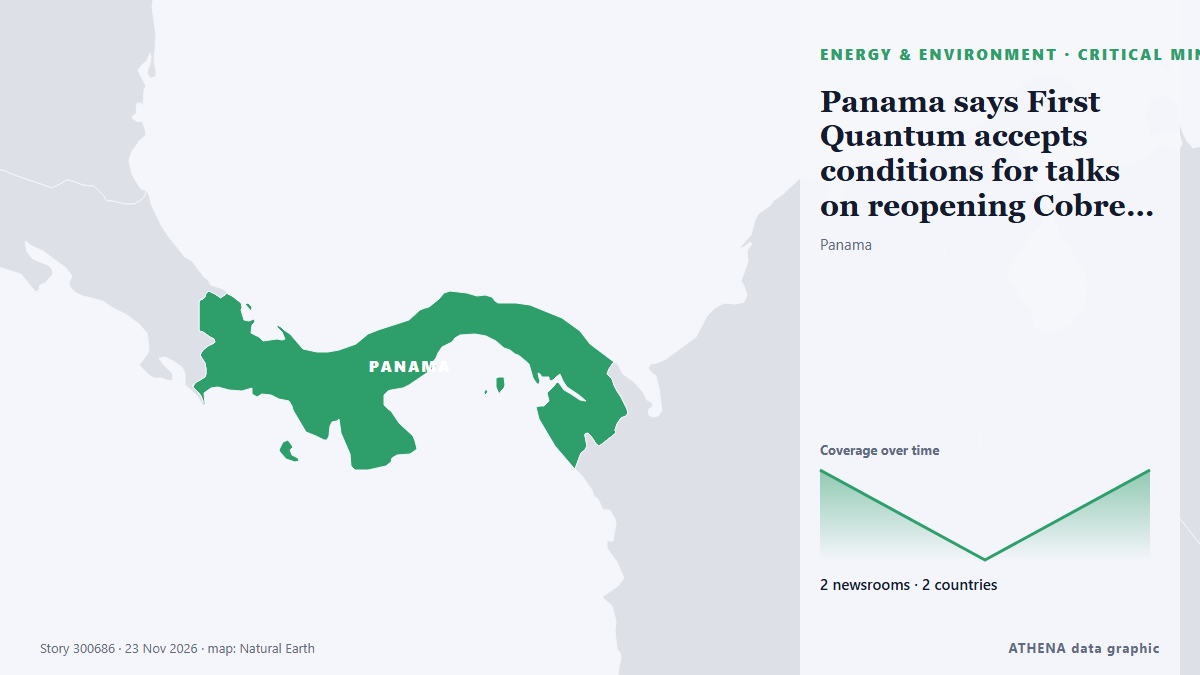 ENERGY & ENVIRONMENT · CRITICAL MIN
Panama says First
Quantum accepts
conditions for talks
on reopening Cobre...
Panama
PANAMA
Coverage over time
2 newsrooms · 2 countries
Story 300686 · 23 Nov 2026 · map: Natural Earth
ATHENA data graphic